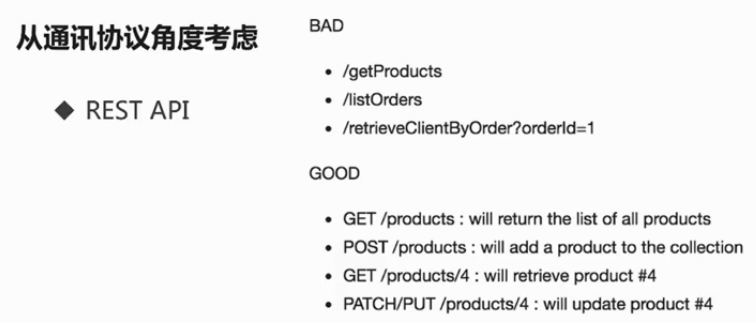 从通讯协议角度考虑
◆ REST API
BAD
• /getProducts
• /listOrders
• /retrieveClientByOrder?orderId=1
GOOD
• GET /products : will return the list of all products
• POST /products : will add a product to the collection
• GET /products/4 : will retrieve product #4
• PATCH/PUT /products/4 : will update product #4